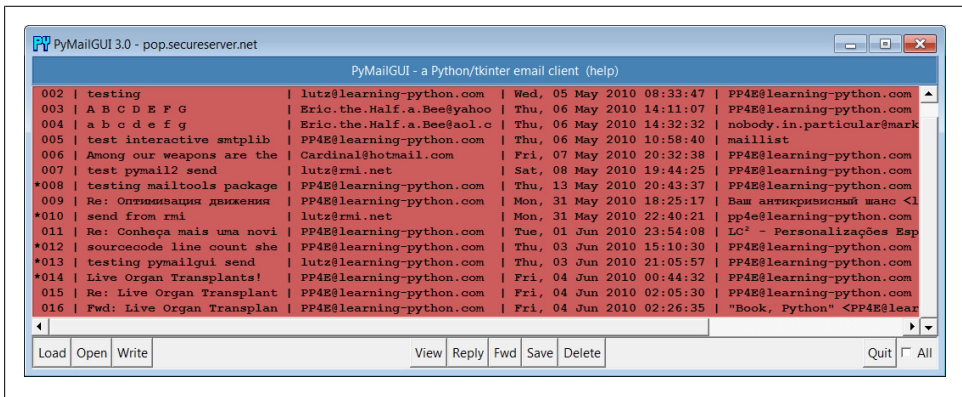 PY PyMailGUI 3.0 - pop.secureserver.net
PyMailGUI - a Python/tkinter email client (help)
002 | testing | lutz@learning-python.com | Wed, 05 May 2010 08:33:47 | PP4E@learning-python.com
003 | A B C D E F G | Eric.the.Half.a.Bee@yahoo | Thu, 06 May 2010 14:11:07 | PP4E@learning-python.com
004 | a b c d e f g | Eric.the.Half.a.Bee@aol.c | Thu, 06 May 2010 14:32:32 | nobody.in.particular@mark
005 | test interactive smtplib | PP4E@learning-python.com | Thu, 06 May 2010 10:58:40 | maillist
006 | Among our weapons are the | Cardinal@hotmail.com | Fri, 07 May 2010 20:32:38 | PP4E@learning-python.com
007 | test pymail2 send | lutz@rmi.net | Sat, 08 May 2010 19:44:25 | PP4E@learning-python.com
*008 | testing mailtools package | PP4E@learning-python.com | Thu, 13 May 2010 20:43:37 | PP4E@learning-python.com
009 | Re: Оптимивация движения | PP4E@learning-python.com | Mon, 31 May 2010 18:25:17 | Ваш антикривисный шанс <l
*010 | send from rmi | lutz@rmi.net | Mon, 31 May 2010 22:40:21 | pp4e@learning-python.com
011 | Re: Conheça mais uma novi | PP4E@learning-python.com | Tue, 01 Jun 2010 23:54:08 | LC² - Personalizações Esp
*012 | sourcecode line count she | PP4E@learning-python.com | Thu, 03 Jun 2010 15:10:30 | PP4E@learning-python.com
*013 | testing pymailgui send | lutz@learning-python.com | Thu, 03 Jun 2010 21:05:57 | PP4E@learning-python.com
*014 | Live Organ Transplants! | PP4E@learning-python.com | Fri, 04 Jun 2010 00:44:32 | PP4E@learning-python.com
015 | Re: Live Organ Transplant | PP4E@learning-python.com | Fri, 04 Jun 2010 02:05:30 | PP4E@learning-python.com
016 | Fwd: Live Organ Transplan | PP4E@learning-python.com | Fri, 04 Jun 2010 02:26:35 | "Book, Python" <PP4E@lear
Load Open Write View Reply Fwd Save Delete Quit All